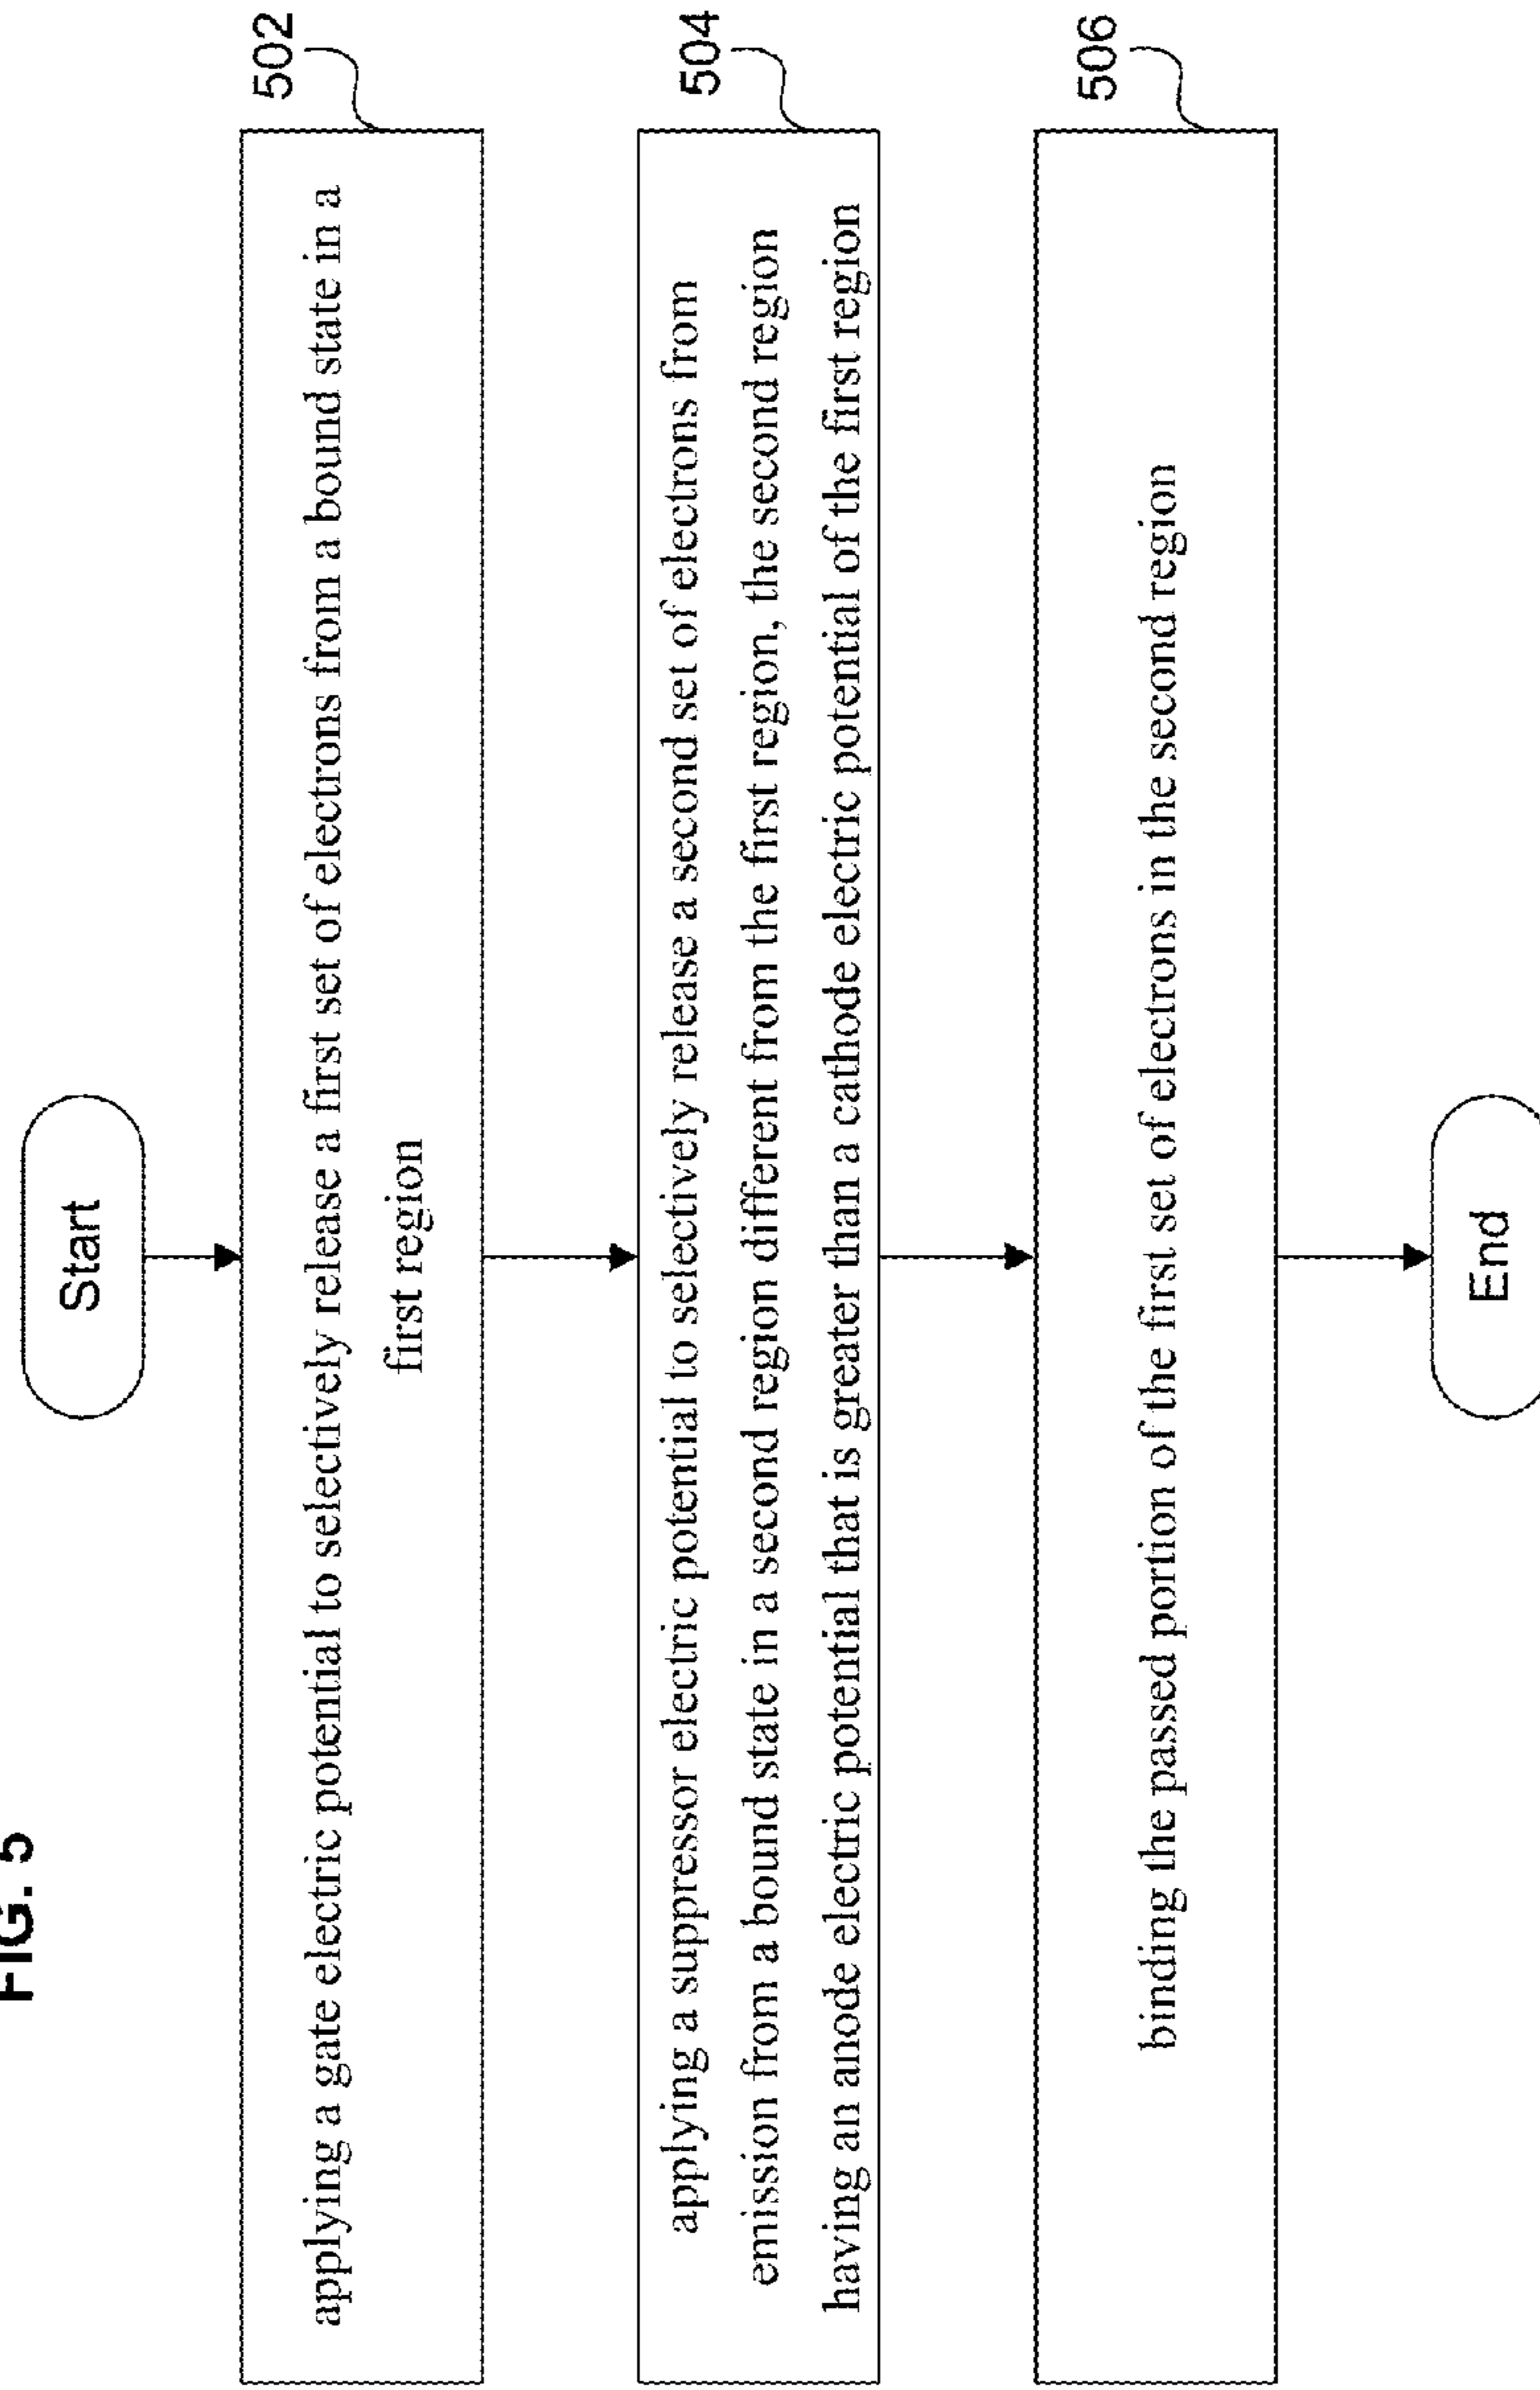 FIG. 5
Start
502
applying a gate electric potential to selectively release a first set of electrons from a bound state in a
first region
504
applying a suppressor electric potential to selectively release a second set of electrons from
emission from a bound state in a second region different from the first region, the second region
having an anode electric potential that is greater than a cathode electric potential of the first region
506
binding the passed portion of the first set of electrons in the second region
End